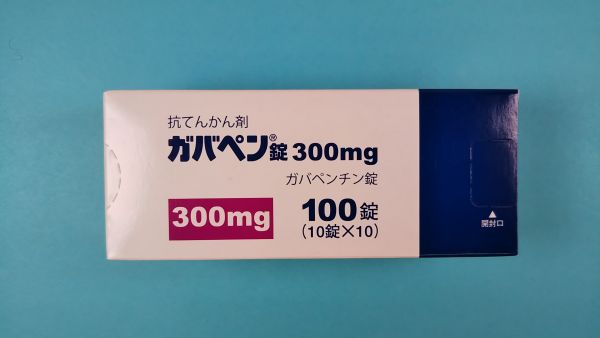 抗てんかん剤
ガバペン®錠 300mg
ガバペンチン錠
300mg
100錠
(10錠×10)
▲
開封口